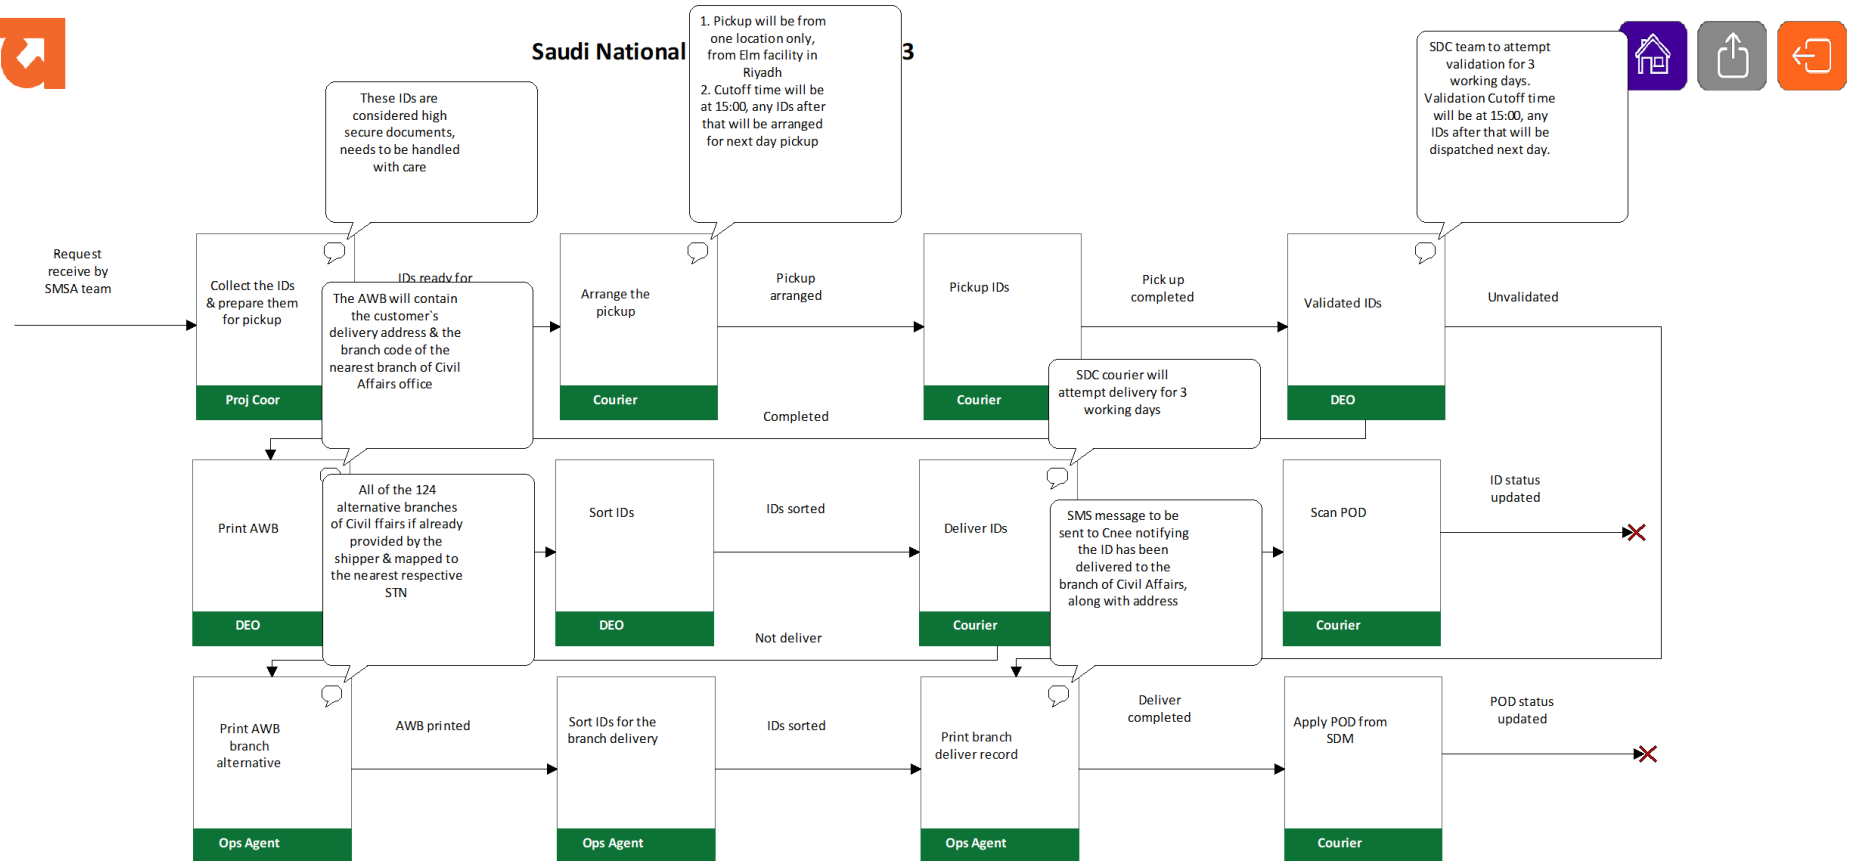 Saudi National
3
1. Pickup will be from
one location only,
from Elm facility in
Riyadh
2. Cutoff time will be
at 15:00, any IDs after
that will be arranged
for next day pickup
SDC team to attempt
validation for 3
working days.
Validation Cutoff time
will be at 15:00, any
IDs after that will be
dispatched next day.
These IDs are
considered high
secure documents,
needs to be handled
with care
Request
receive by
SMSA team
Collect the IDs
& prepare them
for pickup
Proj Coor
IDs ready for
Arrange the
pickup
Courier
Pickup
arranged
Pickup IDs
Courier
Pick up
completed
Validated IDs
DEO
Unvalidated
The AWB will contain
the customer`s
delivery address & the
branch code of the
nearest branch of Civil
Affairs office
SDC courier will
attempt delivery for 3
working days
Completed
Print AWB
DEO
All of the 124
alternative branches
of Civil ffairs if already
provided by the
shipper & mapped to
the nearest respective
STN
Sort IDs
DEO
IDs sorted
Deliver IDs
Courier
SMS message to be
sent to Cnee notifying
the ID has been
delivered to the
branch of Civil Affairs,
along with address
Scan POD
Courier
ID status
updated
Not deliver
Print AWB
branch
alternative
Ops Agent
AWB printed
Sort IDs for the
branch delivery
Ops Agent
IDs sorted
Print branch
deliver record
Ops Agent
Deliver
completed
Apply POD from
SDM
Courier
POD status
updated